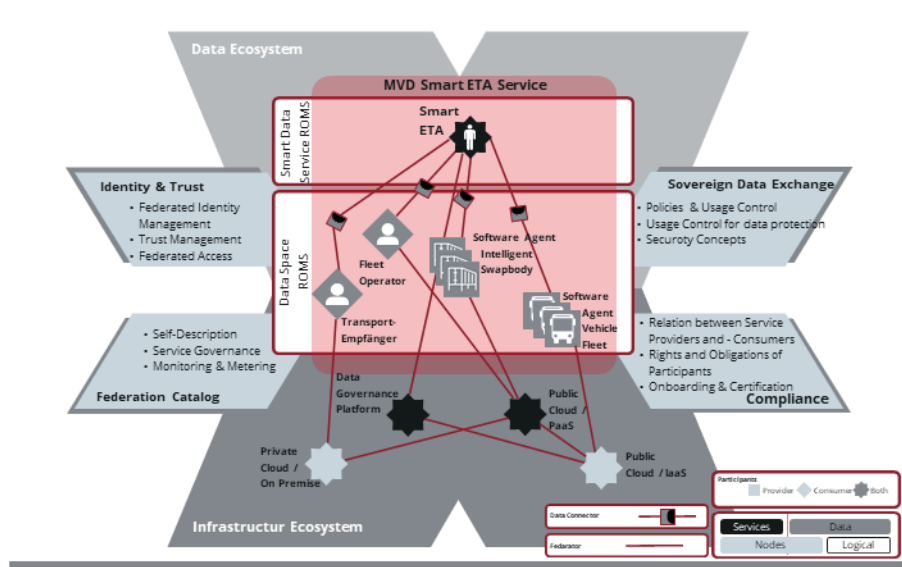 Data Ecosystem
MVD Smart ETA Service
Smart
ETA
Smart Data
Service ROMS
Identity & Trust
• Federated Identity
Management
• Trust Management
• Federated Access
Sovereign Data Exchange
• Policies & Usage Control
• Usage Control for data protection
• Securoty Concepts
Data Space
ROMS
Fleet
Operator
Software Agent
Intelligent
Swapbody
Transport-
Empfänger
Software
Agent
Vehicle
Fleet
• Self-Description
• Service Governance
• Monitoring & Metering
Federation Catalog
• Relation between Service
Providers and - Consumers
• Rights and Obligations of
Participants
• Onboarding & Certification
Compliance
Data
Governance
Platform
Public
Cloud /
PaaS
Private
Cloud /
On Premise
Public
Cloud / IaaS
Infrastructur Ecosystem
Data Connector
Fedarator
Participants
Provider Consumer Both
Services Data
Nodes Logical